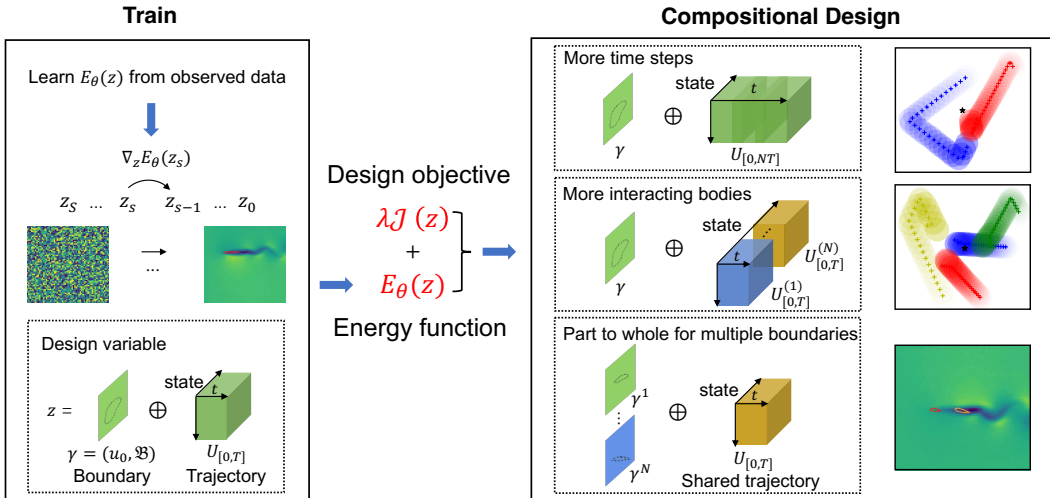 Train
Learn E_θ(z) from observed data
∇_z E_θ(z_s)
z_S ... z_s z_{s−1} ... z_0
...
Design variable
state
t
z =
⊕
γ = (u_0, 𝔅)
U_{[0,T]}
Boundary
Trajectory
Design objective
λ𝒥 (z)
+
E_θ(z)
Energy function
Compositional Design
More time steps
state
t
⊕
γ
U_{[0,NT]}
More interacting bodies
state
...
t
⊕
γ
U_{[0,T]}^{(N)}
U_{[0,T]}^{(1)}
Part to whole for multiple boundaries
state
t
γ^1
⋮
⊕
γ^N
U_{[0,T]}
Shared trajectory